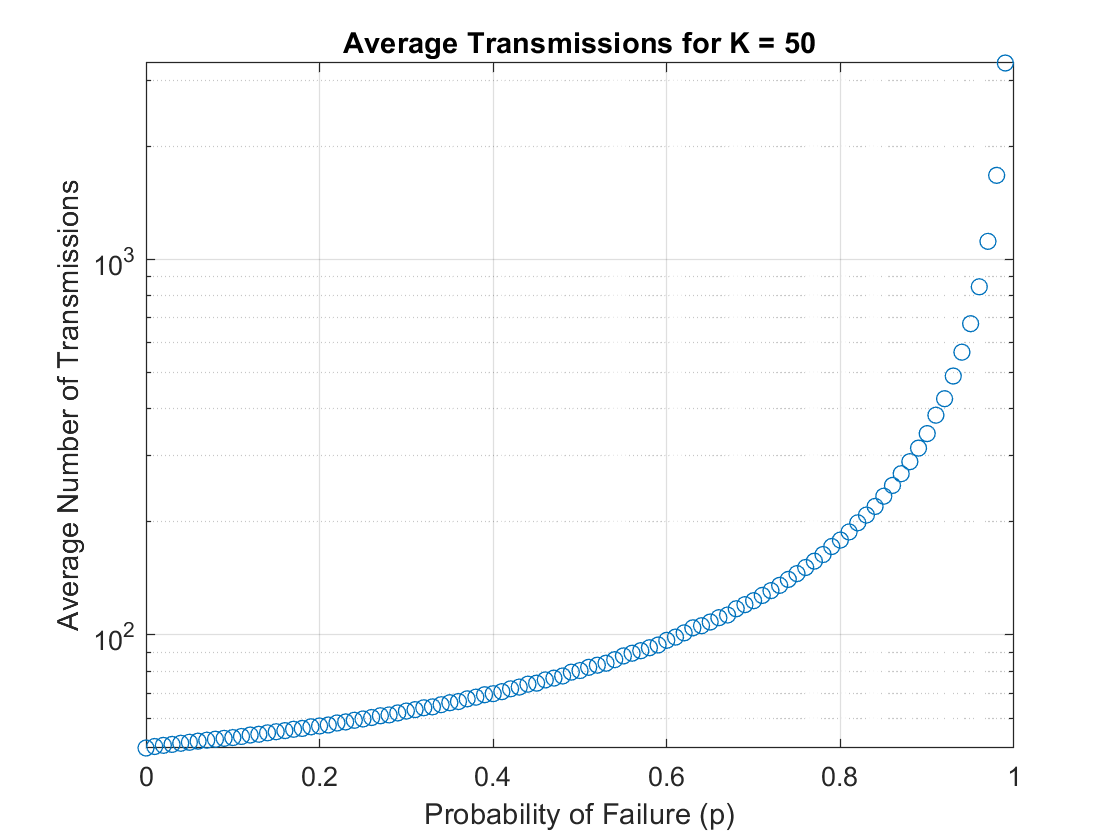 Average Transmissions for K = 50
Average Number of Transmissions
10^3
10^2
0 0.2 0.4 0.6 0.8 1
Probability of Failure (p)